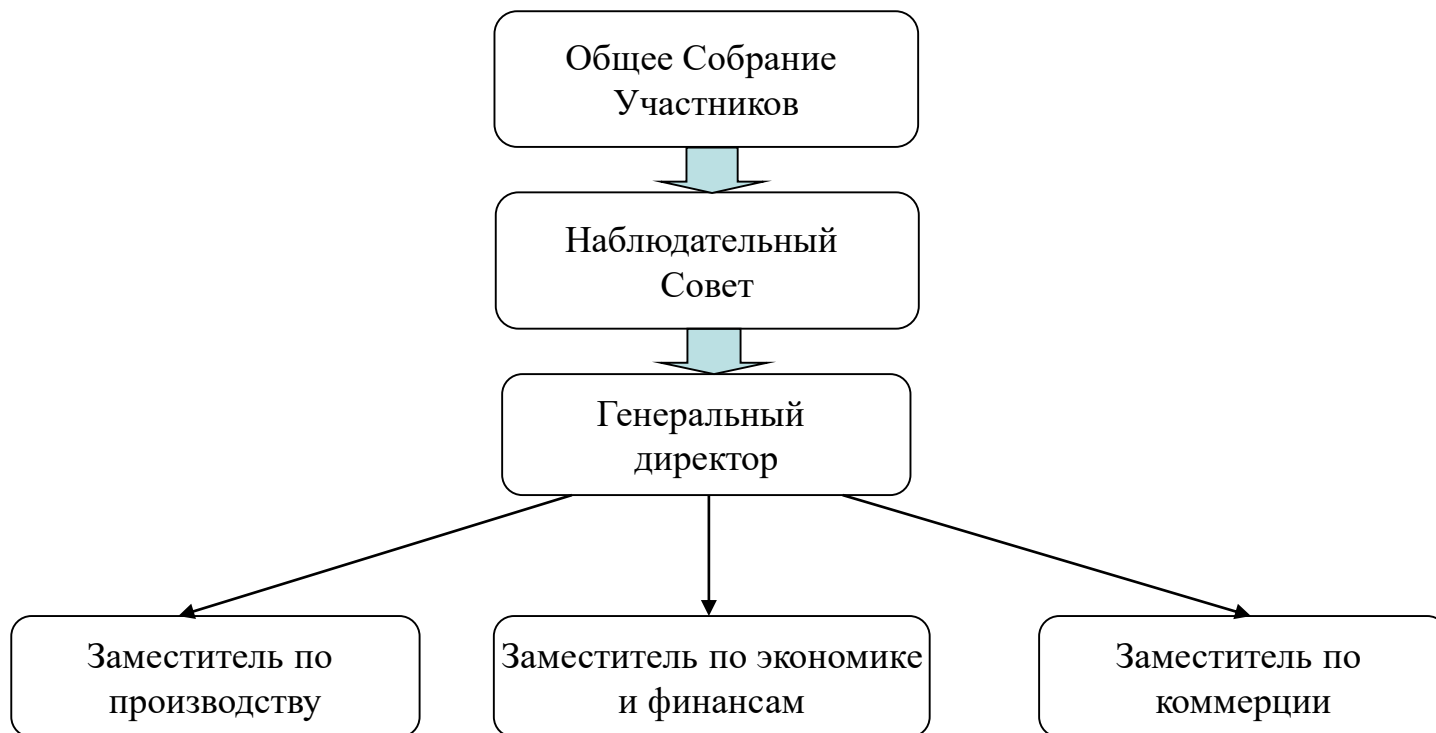 Общее Собрание
Участников
Наблюдательный
Совет
Генеральный
директор
Заместитель по
производству
Заместитель по экономике
и финансам
Заместитель по
коммерции